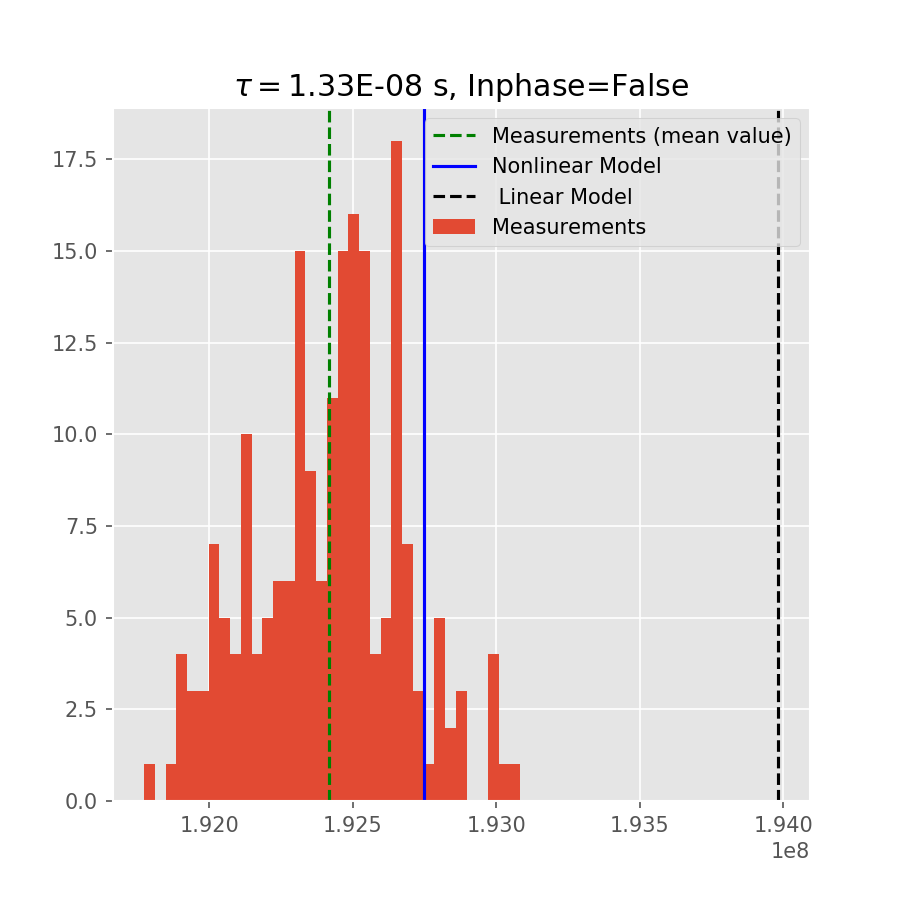 τ = 1.33E-08 s, Inphase=False
Measurements (mean value)
Nonlinear Model
Linear Model
Measurements
17.5
15.0
12.5
10.0
7.5
5.0
2.5
0.0
1.920 1.925 1.930 1.935 1.940
1e8